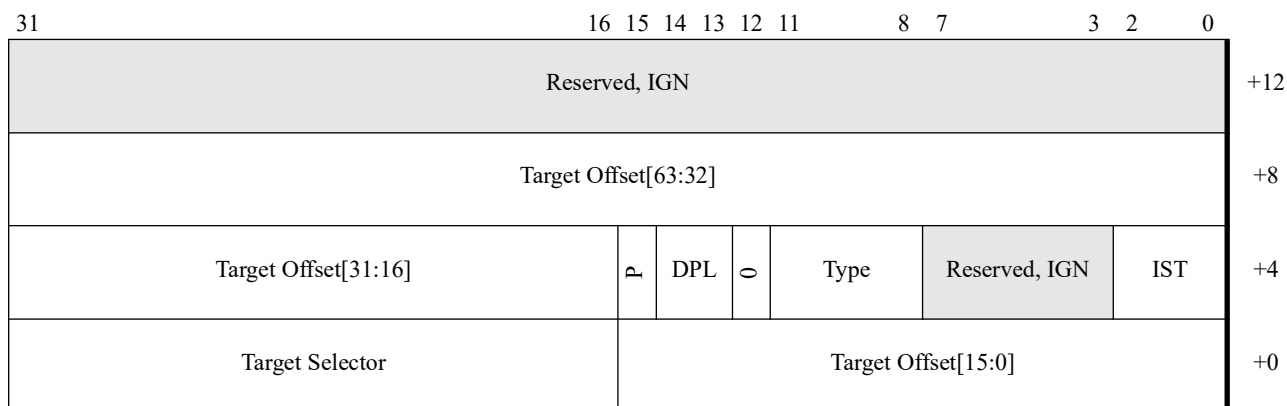 31 16 15 14 13 12 11 8 7 3 2 0
Reserved, IGN +12
Target Offset[63:32] +8
Target Offset[31:16] P DPL 0 Type Reserved, IGN IST +4
Target Selector Target Offset[15:0] +0